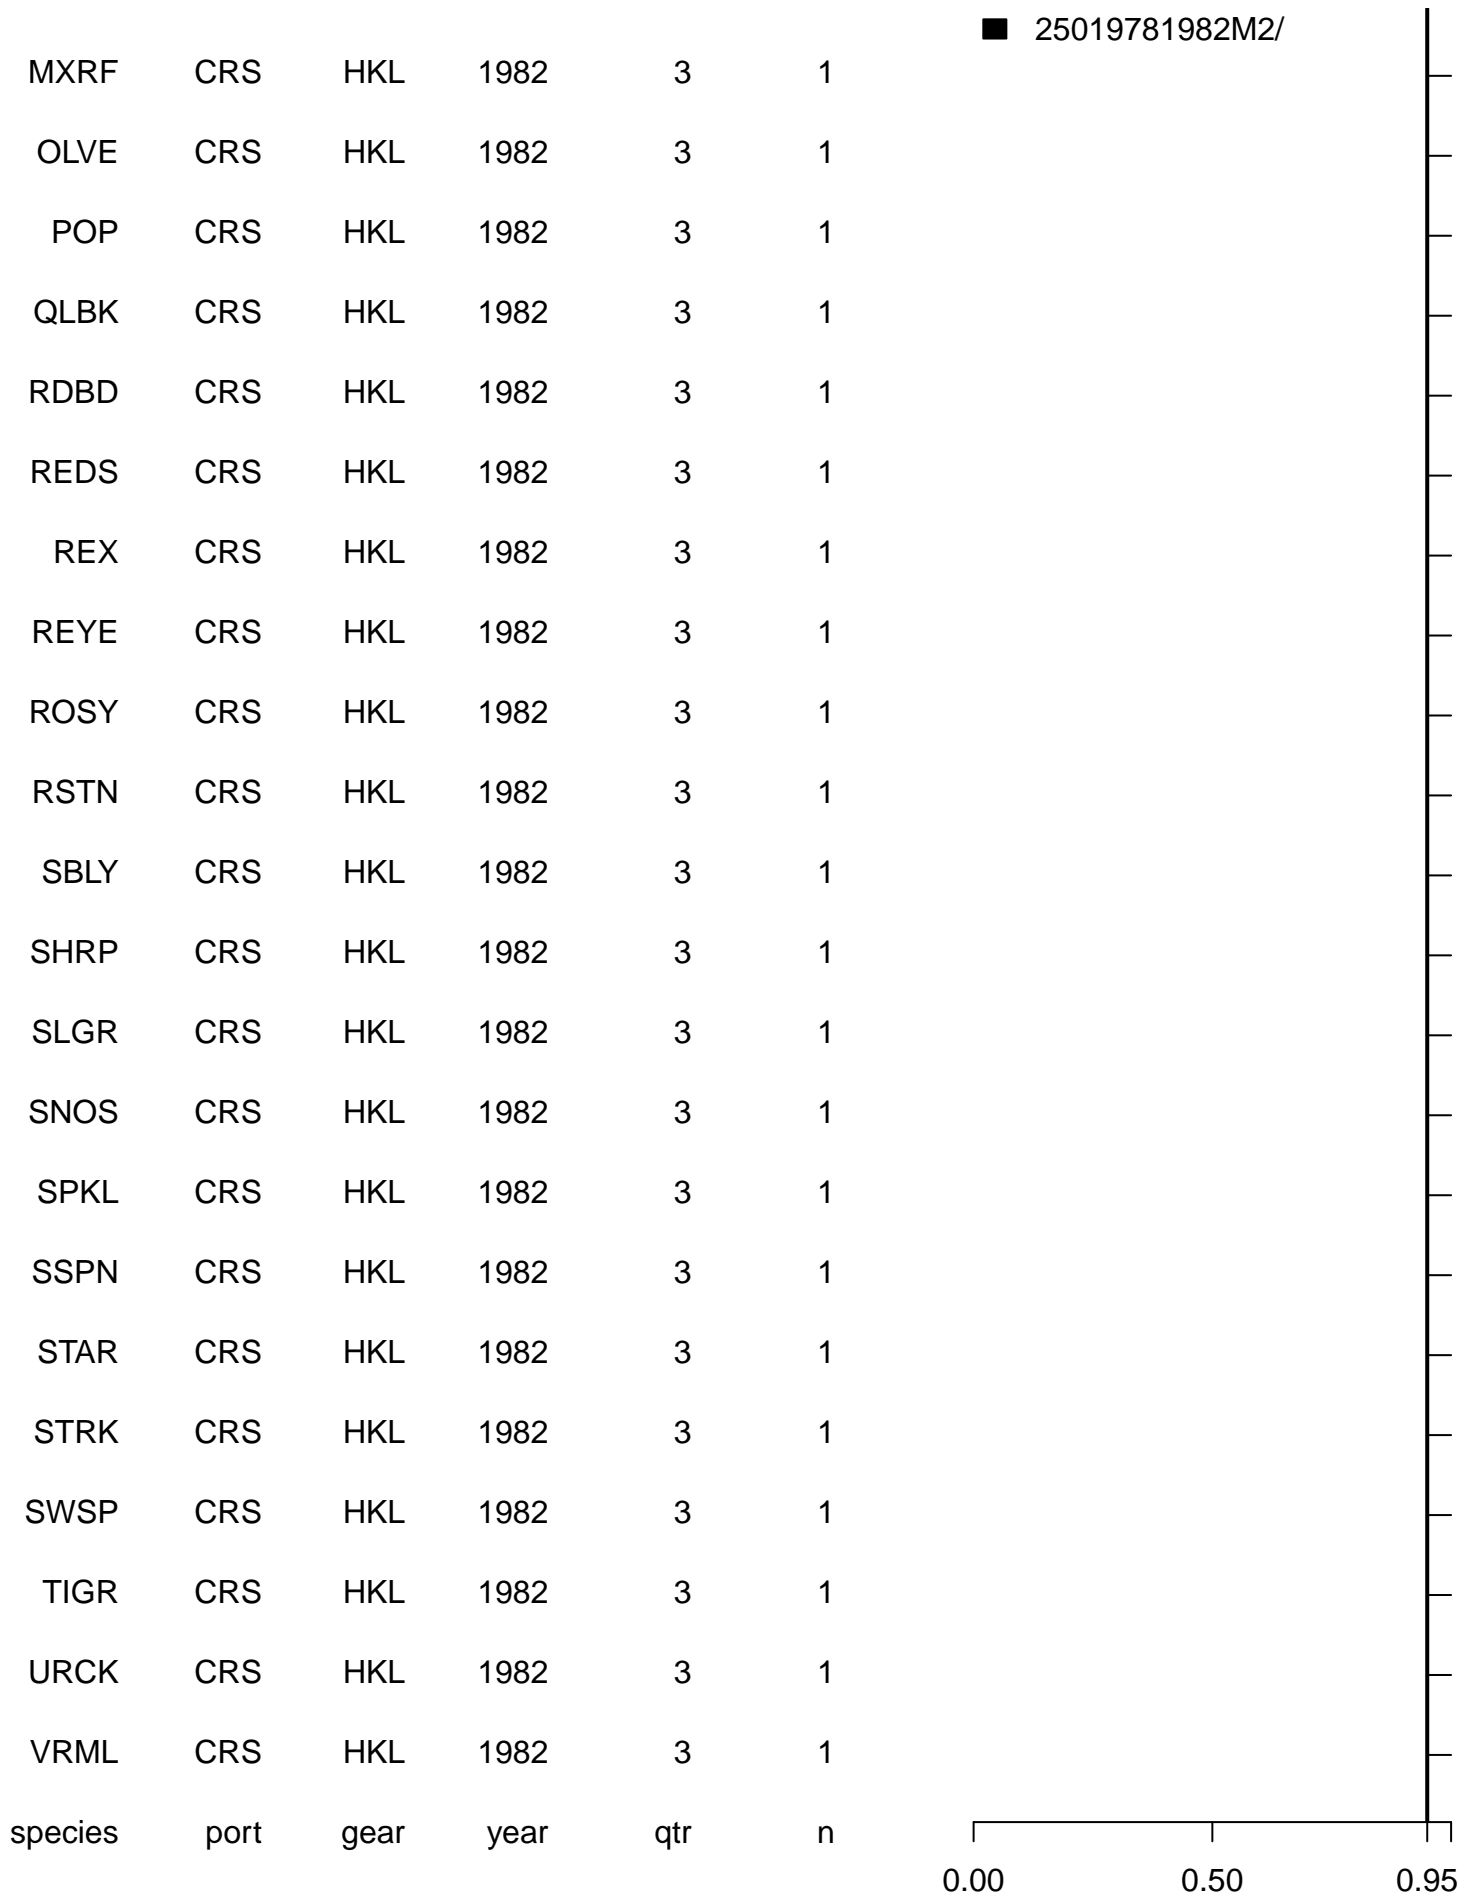 25019781982M2/
MXRF CRS HKL 1982 3 1
OLVE CRS HKL 1982 3 1
POP CRS HKL 1982 3 1
QLBK CRS HKL 1982 3 1
RDBD CRS HKL 1982 3 1
REDS CRS HKL 1982 3 1
REX CRS HKL 1982 3 1
REYE CRS HKL 1982 3 1
ROSY CRS HKL 1982 3 1
RSTN CRS HKL 1982 3 1
SBLY CRS HKL 1982 3 1
SHRP CRS HKL 1982 3 1
SLGR CRS HKL 1982 3 1
SNOS CRS HKL 1982 3 1
SPKL CRS HKL 1982 3 1
SSPN CRS HKL 1982 3 1
STAR CRS HKL 1982 3 1
STRK CRS HKL 1982 3 1
SWSP CRS HKL 1982 3 1
TIGR CRS HKL 1982 3 1
URCK CRS HKL 1982 3 1
VRML CRS HKL 1982 3 1
species port gear year qtr n
0.00 0.50 0.95